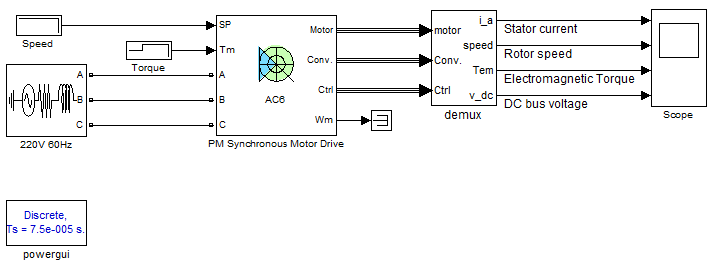 Speed
SP
Tm
A
B
C
Motor
Conv.
Ctrl
Wm
AC6
PM Synchronous Motor Drive
Torque
A
B
C
220V 60Hz
motor
Conv.
Ctrl
i_a
speed
Tem
v_dc
demux
Stator current
Rotor speed
Electromagnetic Torque
DC bus voltage
Scope
Discrete,
Ts = 7.5e-005 s.
powergui